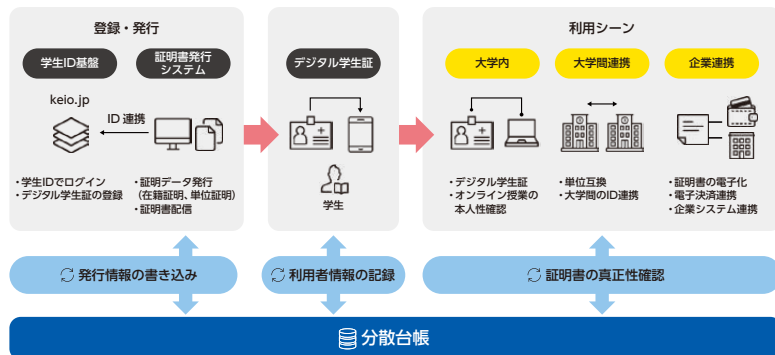 登録・発行
学生ID基盤
証明書発行
システム
keio.jp
ID 連携
・学生IDでログイン
・デジタル学生証の登録
・証明データ発行
(在籍証明、単位証明)
・証明書配信
デジタル学生証
学生
利用シーン
大学内
大学間連携
企業連携
・デジタル学生証
・オンライン授業の
本人性確認
・単位互換
・大学間のID連携
・証明書の電子化
・電子決済連携
・企業システム連携
発行情報の書き込み
利用者情報の記録
証明書の真正性確認
分散台帳